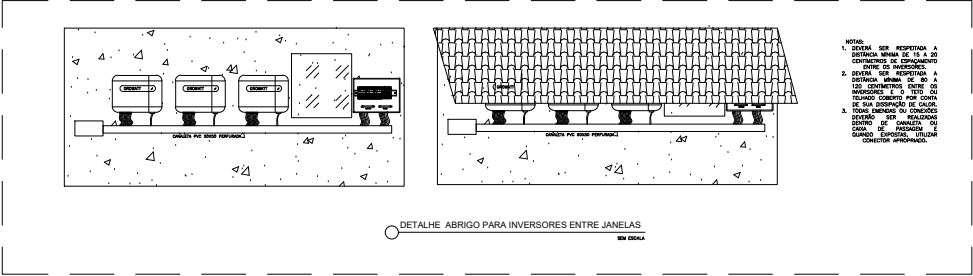 GROWATT
GROWATT
GROWATT
CANALETA PVC 50X50 PERFURADA
GROWATT
CANALETA PVC 50X50 PERFURADA
NOTAS:
1. DEVERÁ SER RESPEITADA A
DISTÂNCIA MÍNIMA DE 15 A 20
CENTÍMETROS DE ESPAÇAMENTO
ENTRE OS INVERSORES.
2. DEVERÁ SER RESPEITADA A
DISTÂNCIA MÍNIMA DE 80 A
120 CENTÍMETROS ENTRE OS
INVERSORES E O TETO OU
TELHADO COBERTO POR CONTA
DE SUA DISSIPAÇÃO DE CALOR.
3. TODAS EMENDAS OU CONEXÕES
DEVERÃO SER REALIZADAS
DENTRO DE CANALETA OU
CAIXA DE PASSAGEM E
QUANDO EXPOSTAS, UTILIZAR
CONECTOR APROPRIADO.
DETALHE ABRIGO PARA INVERSORES ENTRE JANELAS
SEM ESCALA